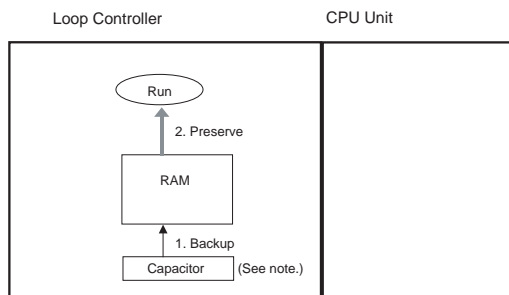 Loop Controller CPU Unit
Run
2. Preserve
RAM
1. Backup
Capacitor (See note.)